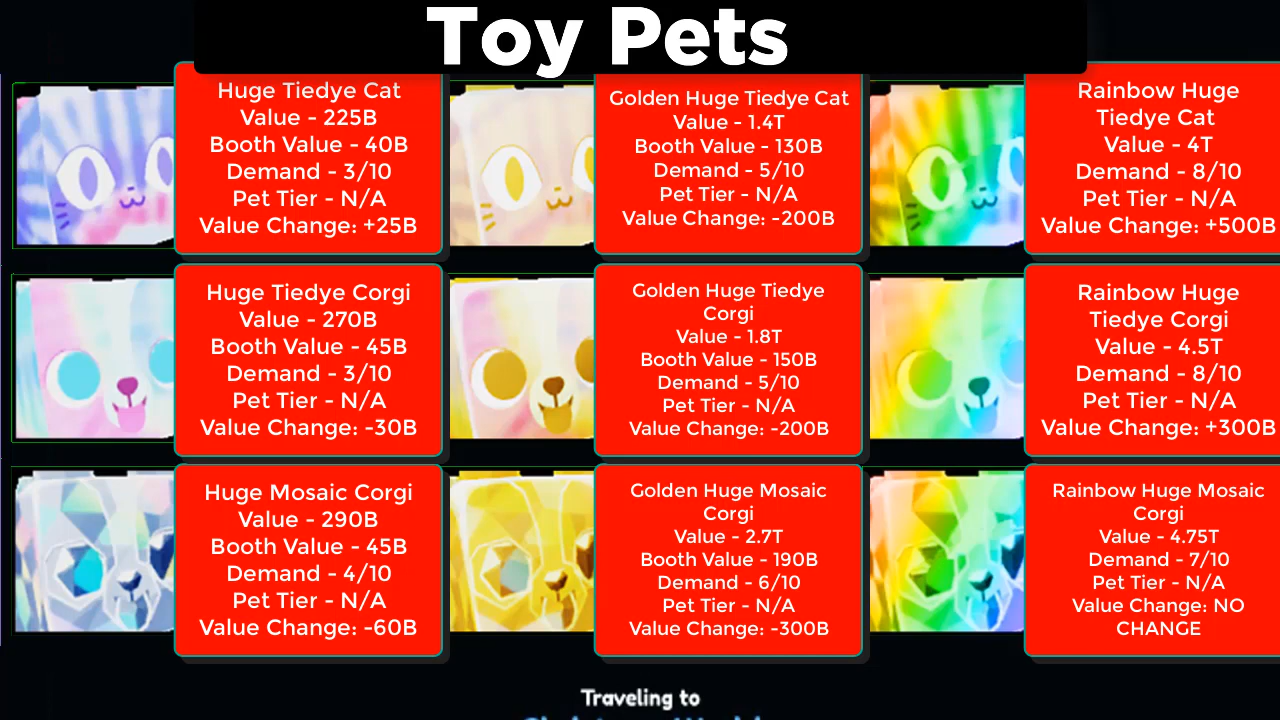 Toy Pets
Huge Tiedye Cat
Value - 225B
Booth Value - 40B
Demand - 3/10
Pet Tier - N/A
Value Change: +25B
Golden Huge Tiedye Cat
Value - 1.4T
Booth Value - 130B
Demand - 5/10
Pet Tier - N/A
Value Change: -200B
Rainbow Huge
Tiedye Cat
Value - 4T
Demand - 8/10
Pet Tier - N/A
Value Change: +500B
Huge Tiedye Corgi
Value - 270B
Booth Value - 45B
Demand - 3/10
Pet Tier - N/A
Value Change: -30B
Golden Huge Tiedye
Corgi
Value - 1.8T
Booth Value - 150B
Demand - 5/10
Pet Tier - N/A
Value Change: -200B
Rainbow Huge
Tiedye Corgi
Value - 4.5T
Demand - 8/10
Pet Tier - N/A
Value Change: +300B
Huge Mosaic Corgi
Value - 290B
Booth Value - 45B
Demand - 4/10
Pet Tier - N/A
Value Change: -60B
Golden Huge Mosaic
Corgi
Value - 2.7T
Booth Value - 190B
Demand - 6/10
Pet Tier - N/A
Value Change: -300B
Rainbow Huge Mosaic
Corgi
Value - 4.75T
Demand - 7/10
Pet Tier - N/A
Value Change: NO
CHANGE
Traveling to